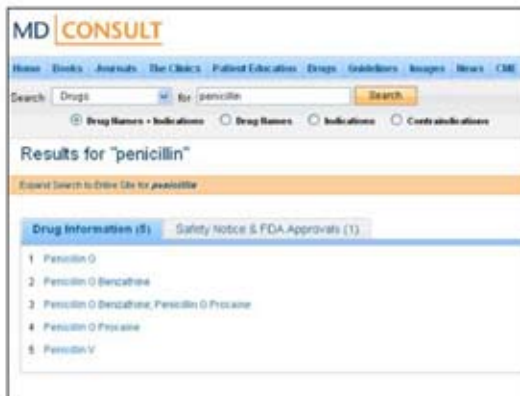 MD CONSULT
Home Books Journals The Clinics Patient Education Drugs Guidelines Images News CME
Search Drugs for penicillin Search
Drug Names + Indications Drug Names Indications Contraindications
Results for "penicillin"
Expand Search to Entire Site for penicillin
Drug Information (5) Safety Notice & FDA Approvals (1)
1 Penicillin G
2 Penicillin G Benzathine
3 Penicillin G Benzathine; Penicillin G Procaine
4 Penicillin G Procaine
5 Penicillin V